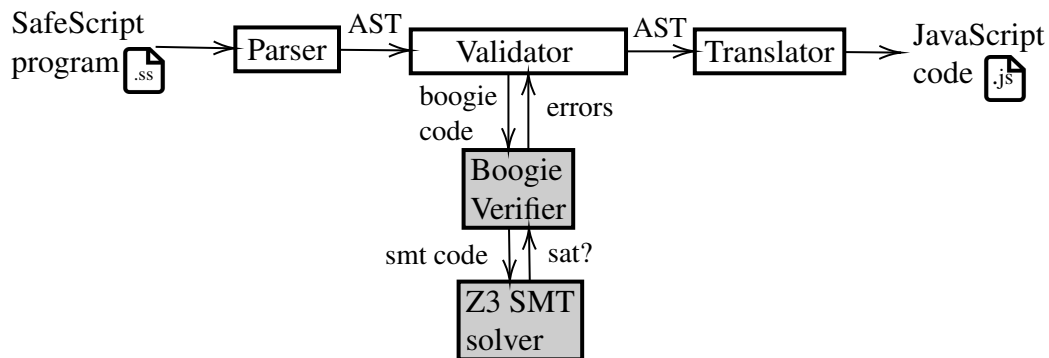 SafeScript
program
.ss
Parser
AST
Validator
AST
Translator
JavaScript
code
.js
boogie
code
errors
Boogie
Verifier
smt code
sat?
Z3 SMT
solver